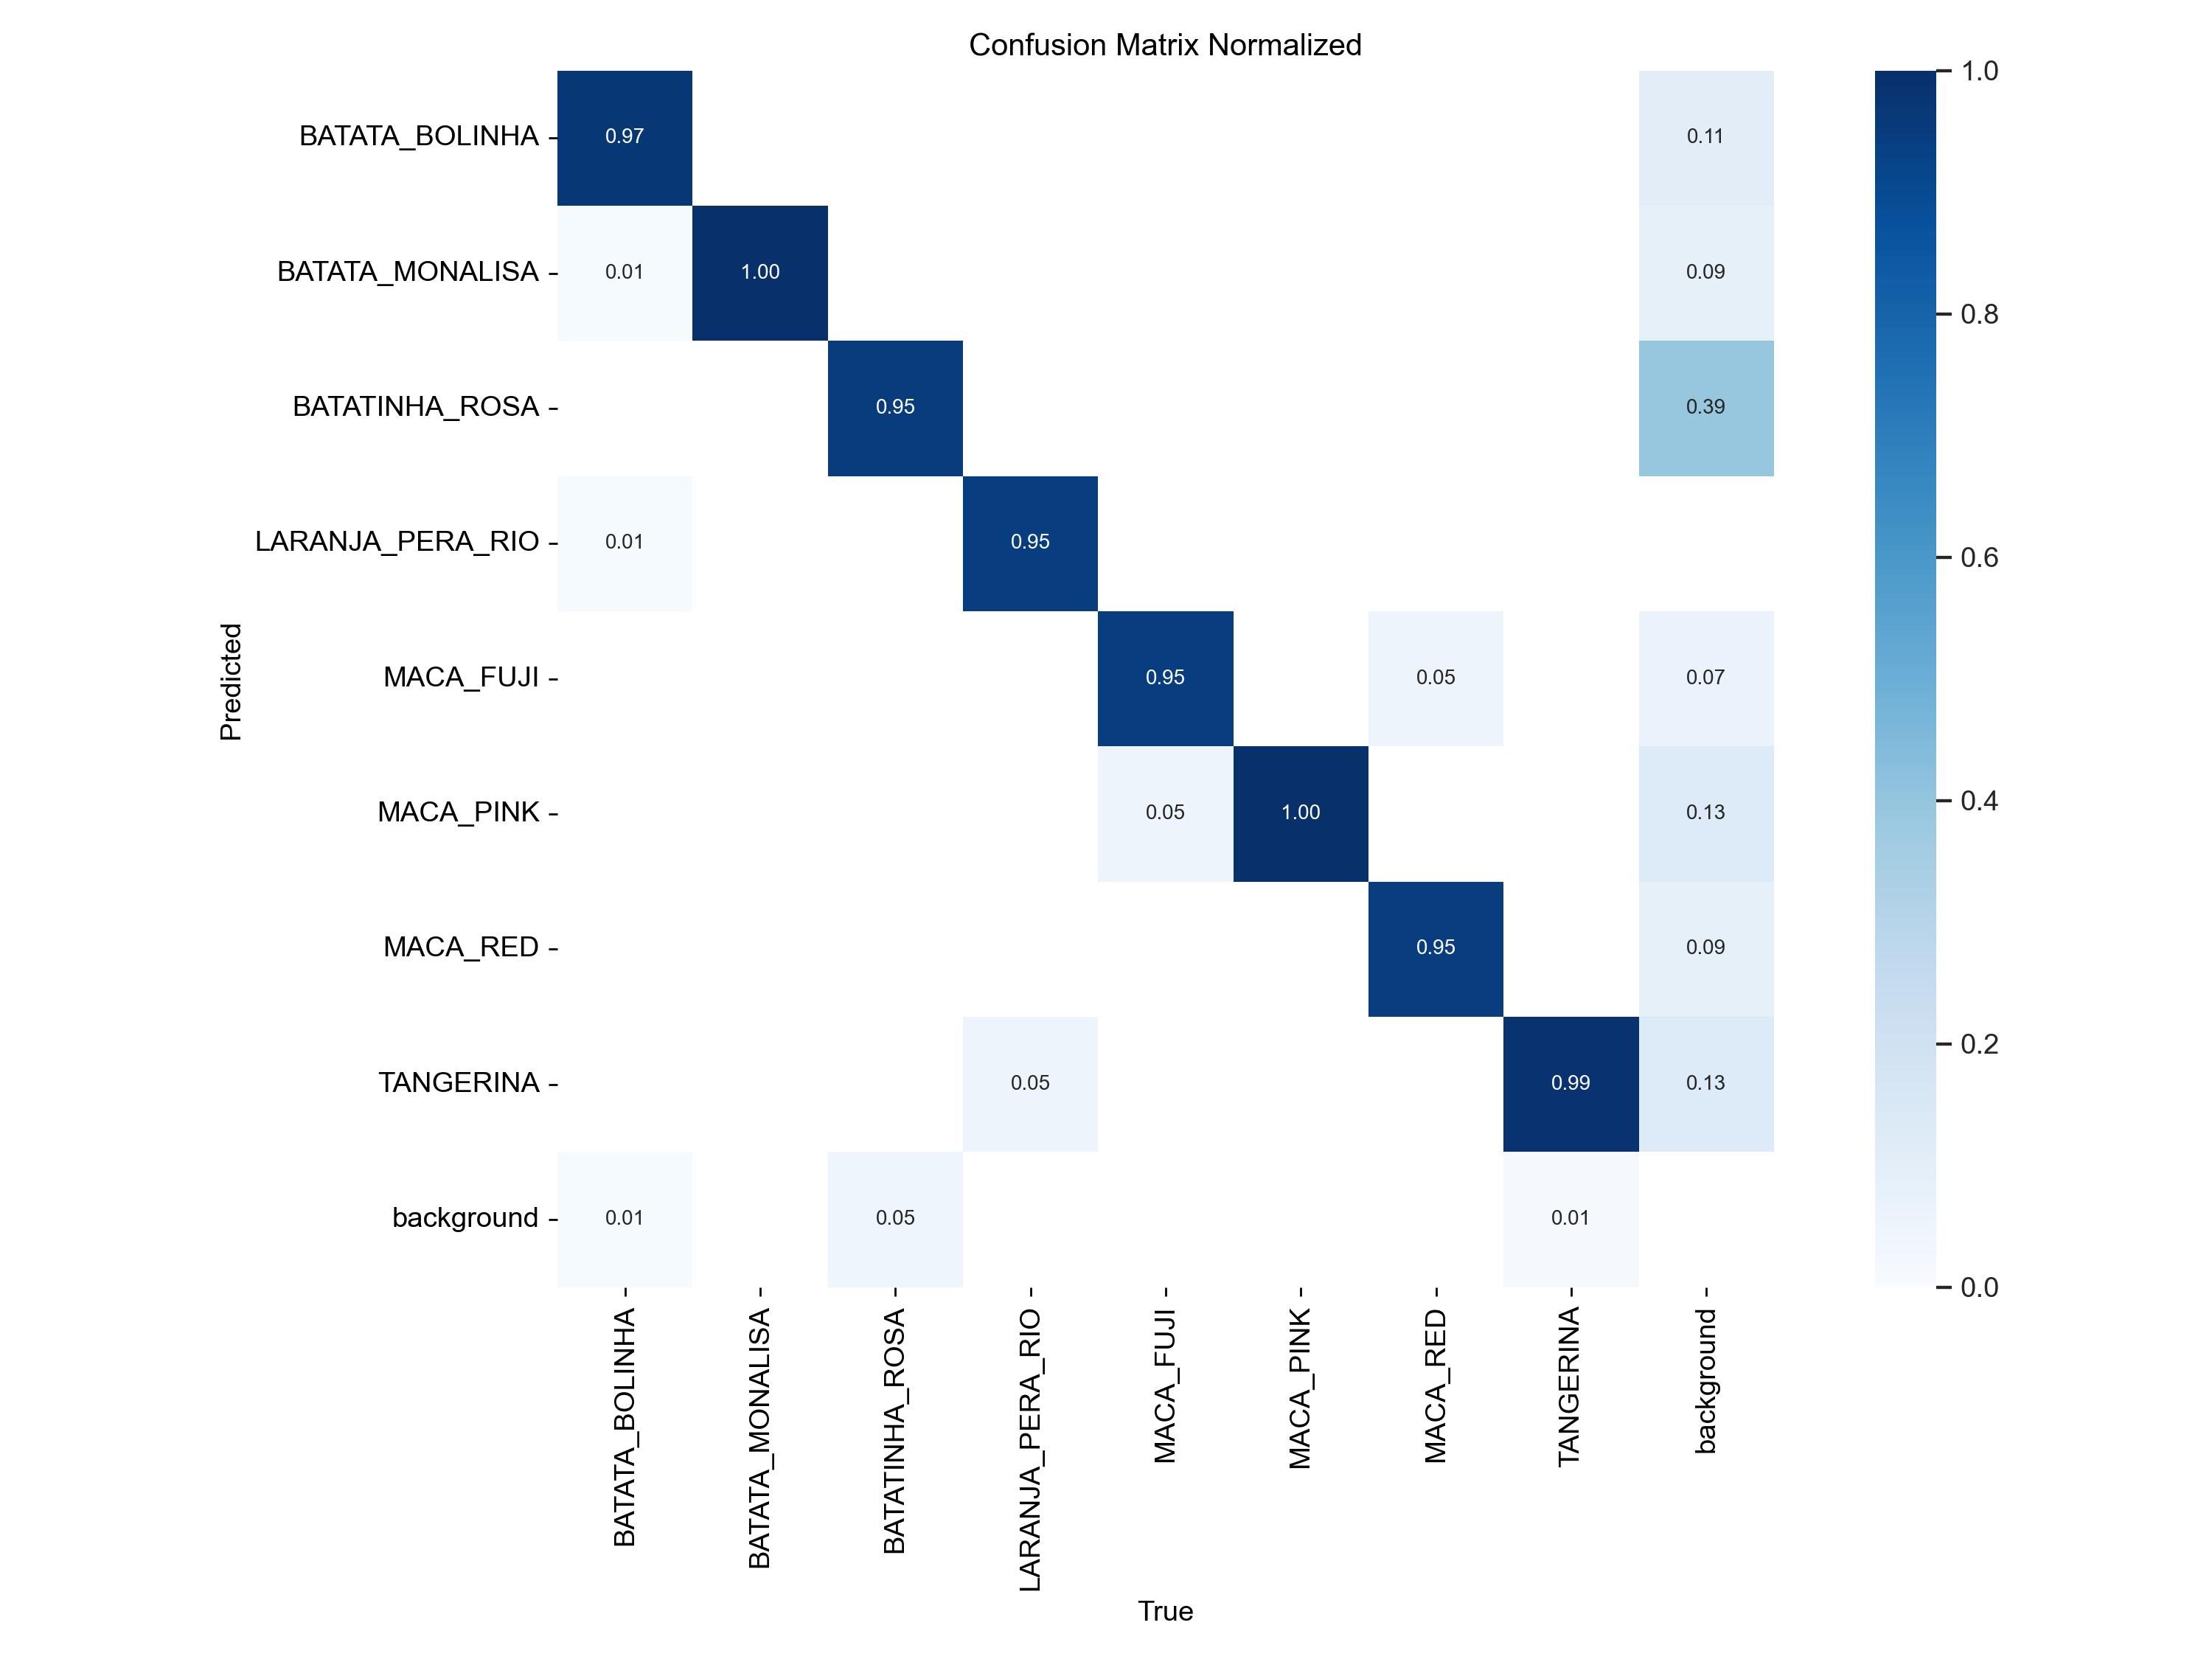 Confusion Matrix Normalized
BATATA_BOLINHA 0.97 0.11
BATATA_MONALISA 0.01 1.00 0.09
BATATINHA_ROSA 0.95 0.39
LARANJA_PERA_RIO 0.01 0.95
MACA_FUJI 0.95 0.05 0.07
MACA_PINK 0.05 1.00 0.13
MACA_RED 0.95 0.09
TANGERINA 0.05 0.99 0.13
background 0.01 0.05 0.01
Predicted
BATATA_BOLINHA
BATATA_MONALISA
BATATINHA_ROSA
LARANJA_PERA_RIO
MACA_FUJI
MACA_PINK
MACA_RED
TANGERINA
background
True
1.0
0.8
0.6
0.4
0.2
0.0